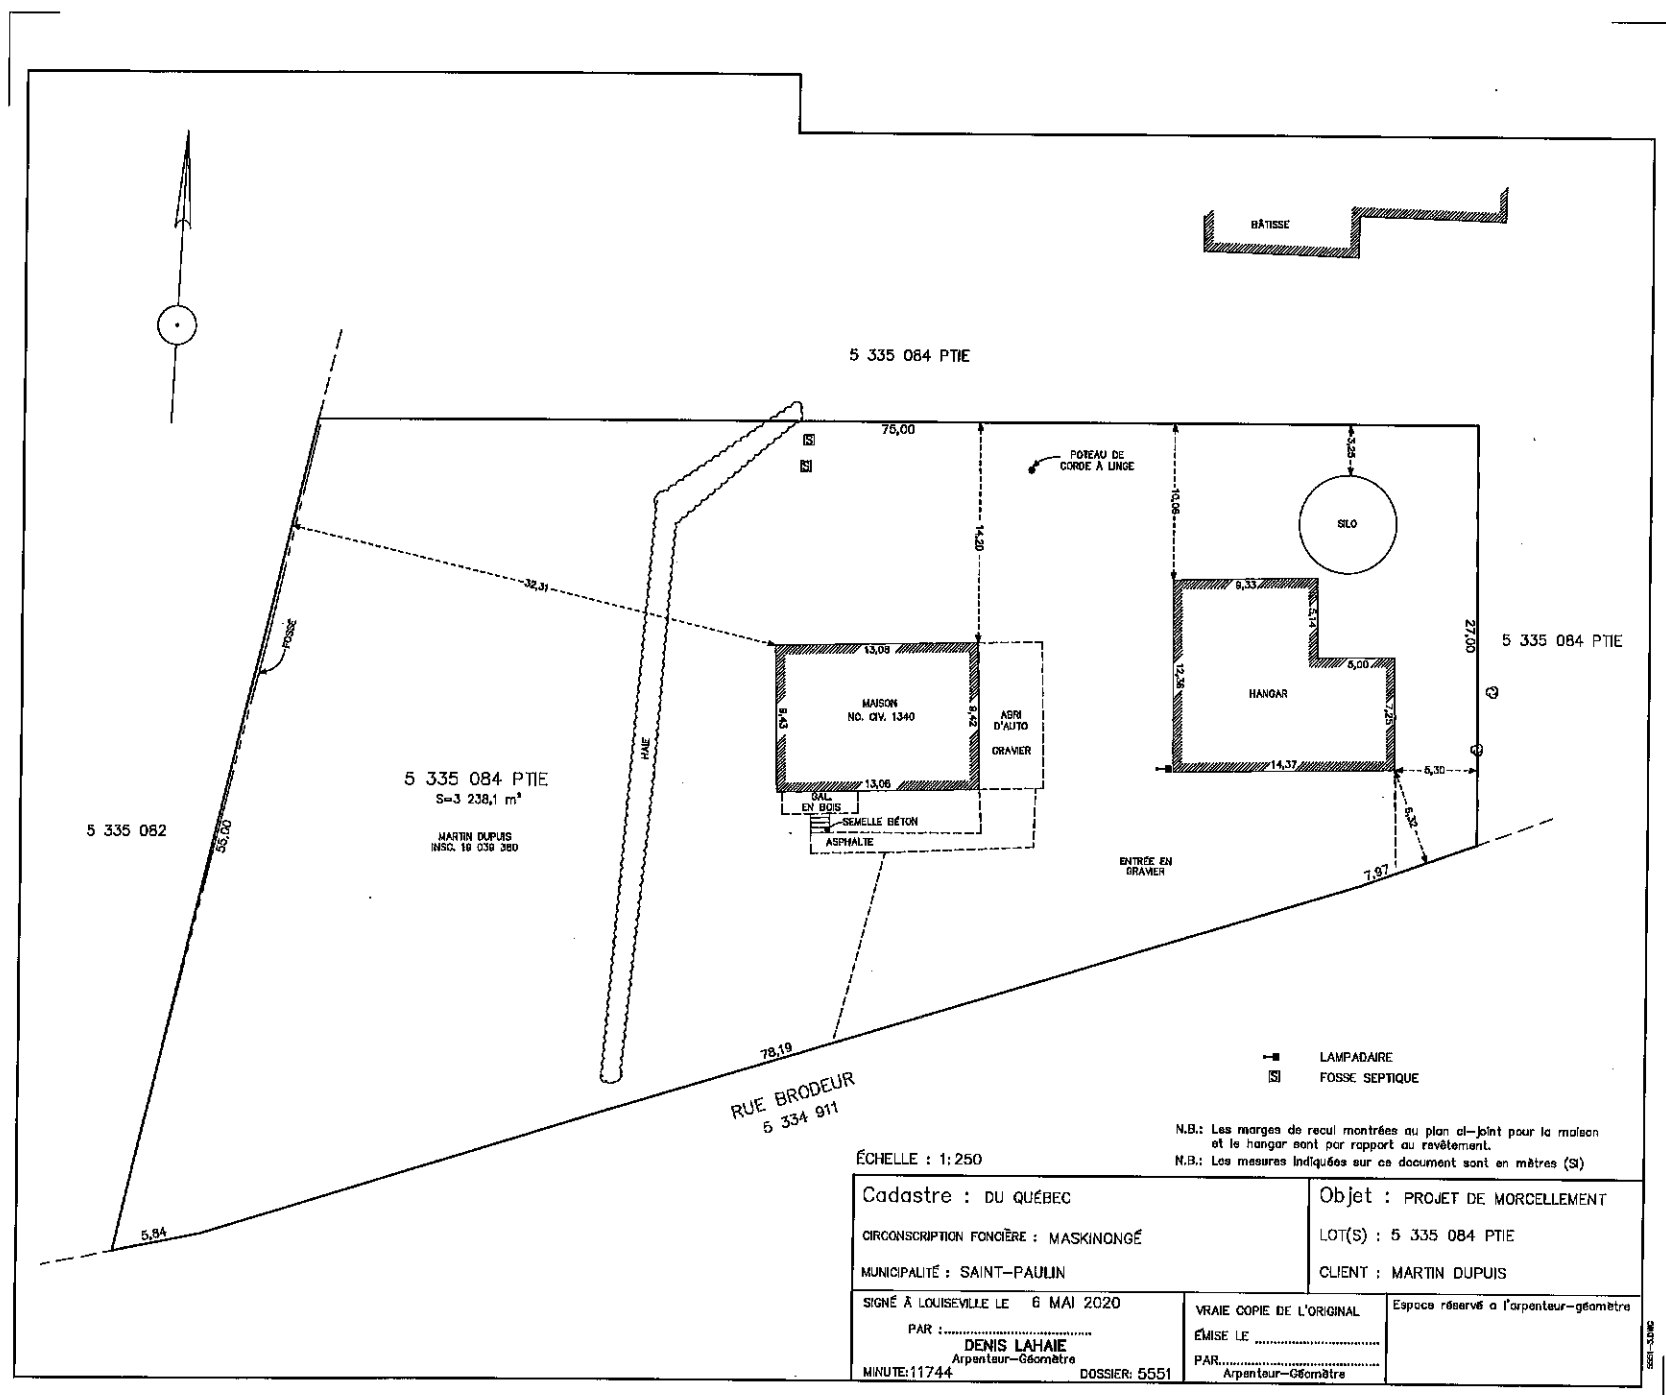 BÂTISSE
5 335 084 PTIE
75,00
S
S
POTEAU DE
CORDE À LINGE
3,25
10,06
14,20
SILO
32,31
9,33
5,14
FOSSÉ
27,00
5 335 084 PTIE
13,08
5,00
12,38
HANGAR
7,25
MAISON
NO. CIV. 1340
9,43
9,42
ABRI
D'AUTO
GRAVIER
HAIE
14,37
5,30
5 335 084 PTIE
S=3 238,1 m²
13,06
GAL.
EN BOIS
SEMELLE BÉTON
ASPHALTE
6,32
5 335 082
55,00
MARTIN DUPUIS
INSC. 19 039 380
ENTRÉE EN
GRAVIER
7,97
78,19
RUE BRODEUR
5 334 911
LAMPADAIRE
S FOSSE SEPTIQUE
N.B.: Les marges de recul montrées au plan ci-joint pour la maison
et le hangar sont par rapport au revêtement.
N.B.: Les mesures indiquées sur ce document sont en mètres (SI)
ÉCHELLE : 1:250
5,84
Cadastre : DU QUÉBEC
CIRCONSCRIPTION FONCIÈRE : MASKINONGÉ
MUNICIPALITÉ : SAINT-PAULIN
Objet : PROJET DE MORCELLEMENT
LOT(S) : 5 335 084 PTIE
CLIENT : MARTIN DUPUIS
SIGNÉ À LOUISEVILLE LE 6 MAI 2020
PAR :
DENIS LAHAIE
Arpenteur-Géomètre
MINUTE: 11744 DOSSIER: 5551
VRAIE COPIE DE L'ORIGINAL
ÉMISE LE
PAR
Arpenteur-Géomètre
Espace réservé à l'arpenteur-géomètre
5551-3.DWG